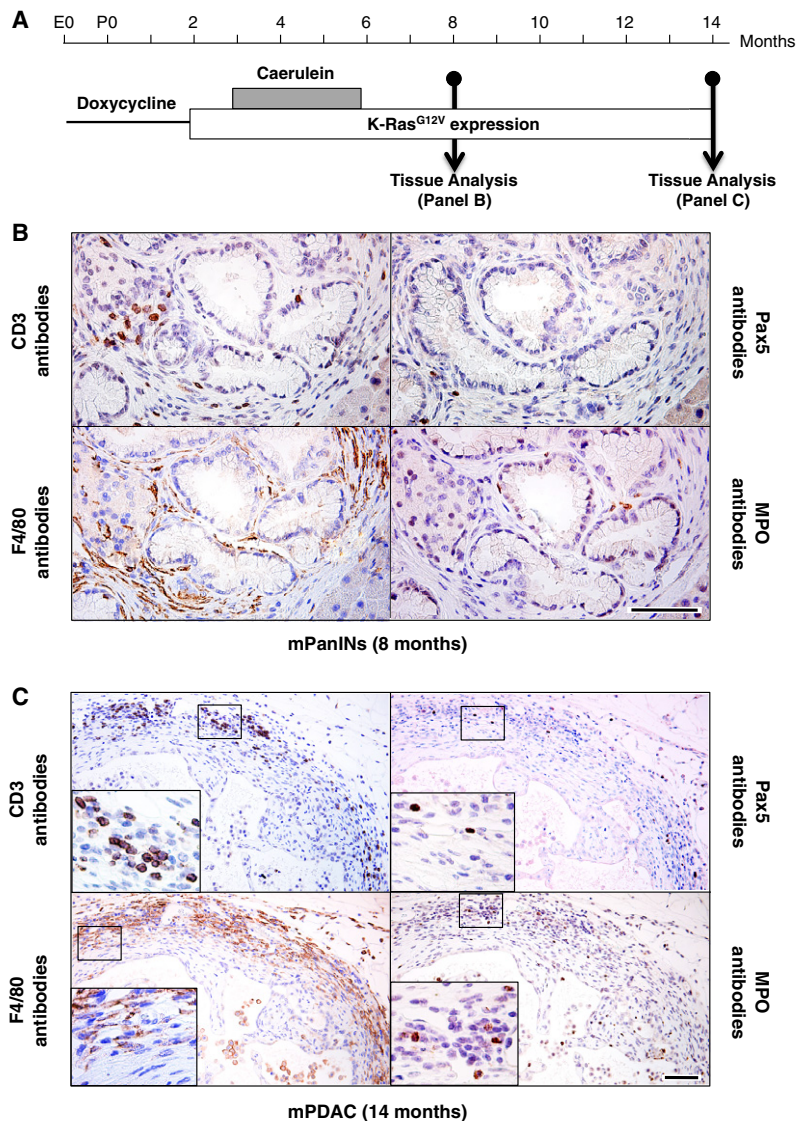 A
E0 P0 2 4 6 8 10 12 14
Months
Caerulein
Doxycycline
K-RasG12V expression
Tissue Analysis
(Panel B)
Tissue Analysis
(Panel C)
B
CD3
antibodies
Pax5
antibodies
F4/80
antibodies
MPO
antibodies
mPanINs (8 months)
C
CD3
antibodies
Pax5
antibodies
F4/80
antibodies
MPO
antibodies
mPDAC (14 months)